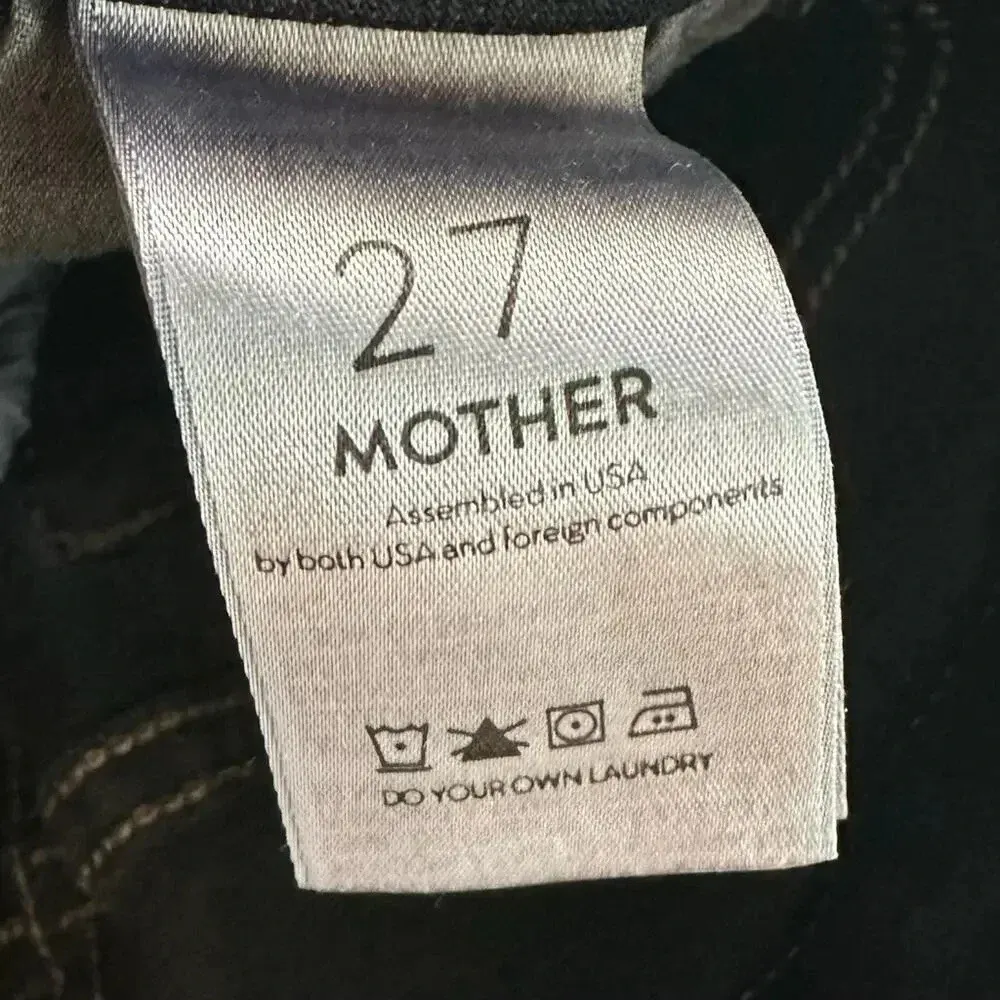 27
MOTHER
Assembled in USA
by both USA and foreign components
DO YOUR OWN LAUNDRY